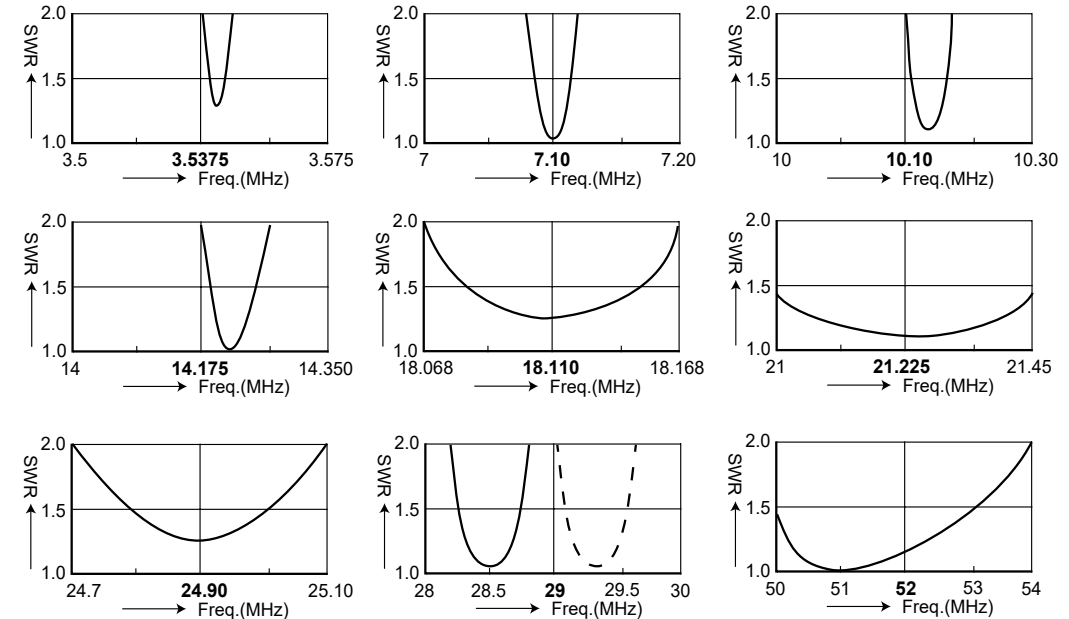 SWR
2.0
1.5
1.0
3.5 3.5375 3.575
Freq.(MHz)
SWR
2.0
1.5
1.0
7 7.10 7.20
Freq.(MHz)
SWR
2.0
1.5
1.0
10 10.10 10.30
Freq.(MHz)
SWR
2.0
1.5
1.0
14 14.175 14.350
Freq.(MHz)
SWR
2.0
1.5
1.0
18.068 18.110 18.168
Freq.(MHz)
SWR
2.0
1.5
1.0
21 21.225 21.45
Freq.(MHz)
SWR
2.0
1.5
1.0
24.7 24.90 25.10
Freq.(MHz)
SWR
2.0
1.5
1.0
28 28.5 29 29.5 30
Freq.(MHz)
SWR
2.0
1.5
1.0
50 51 52 53 54
Freq.(MHz)